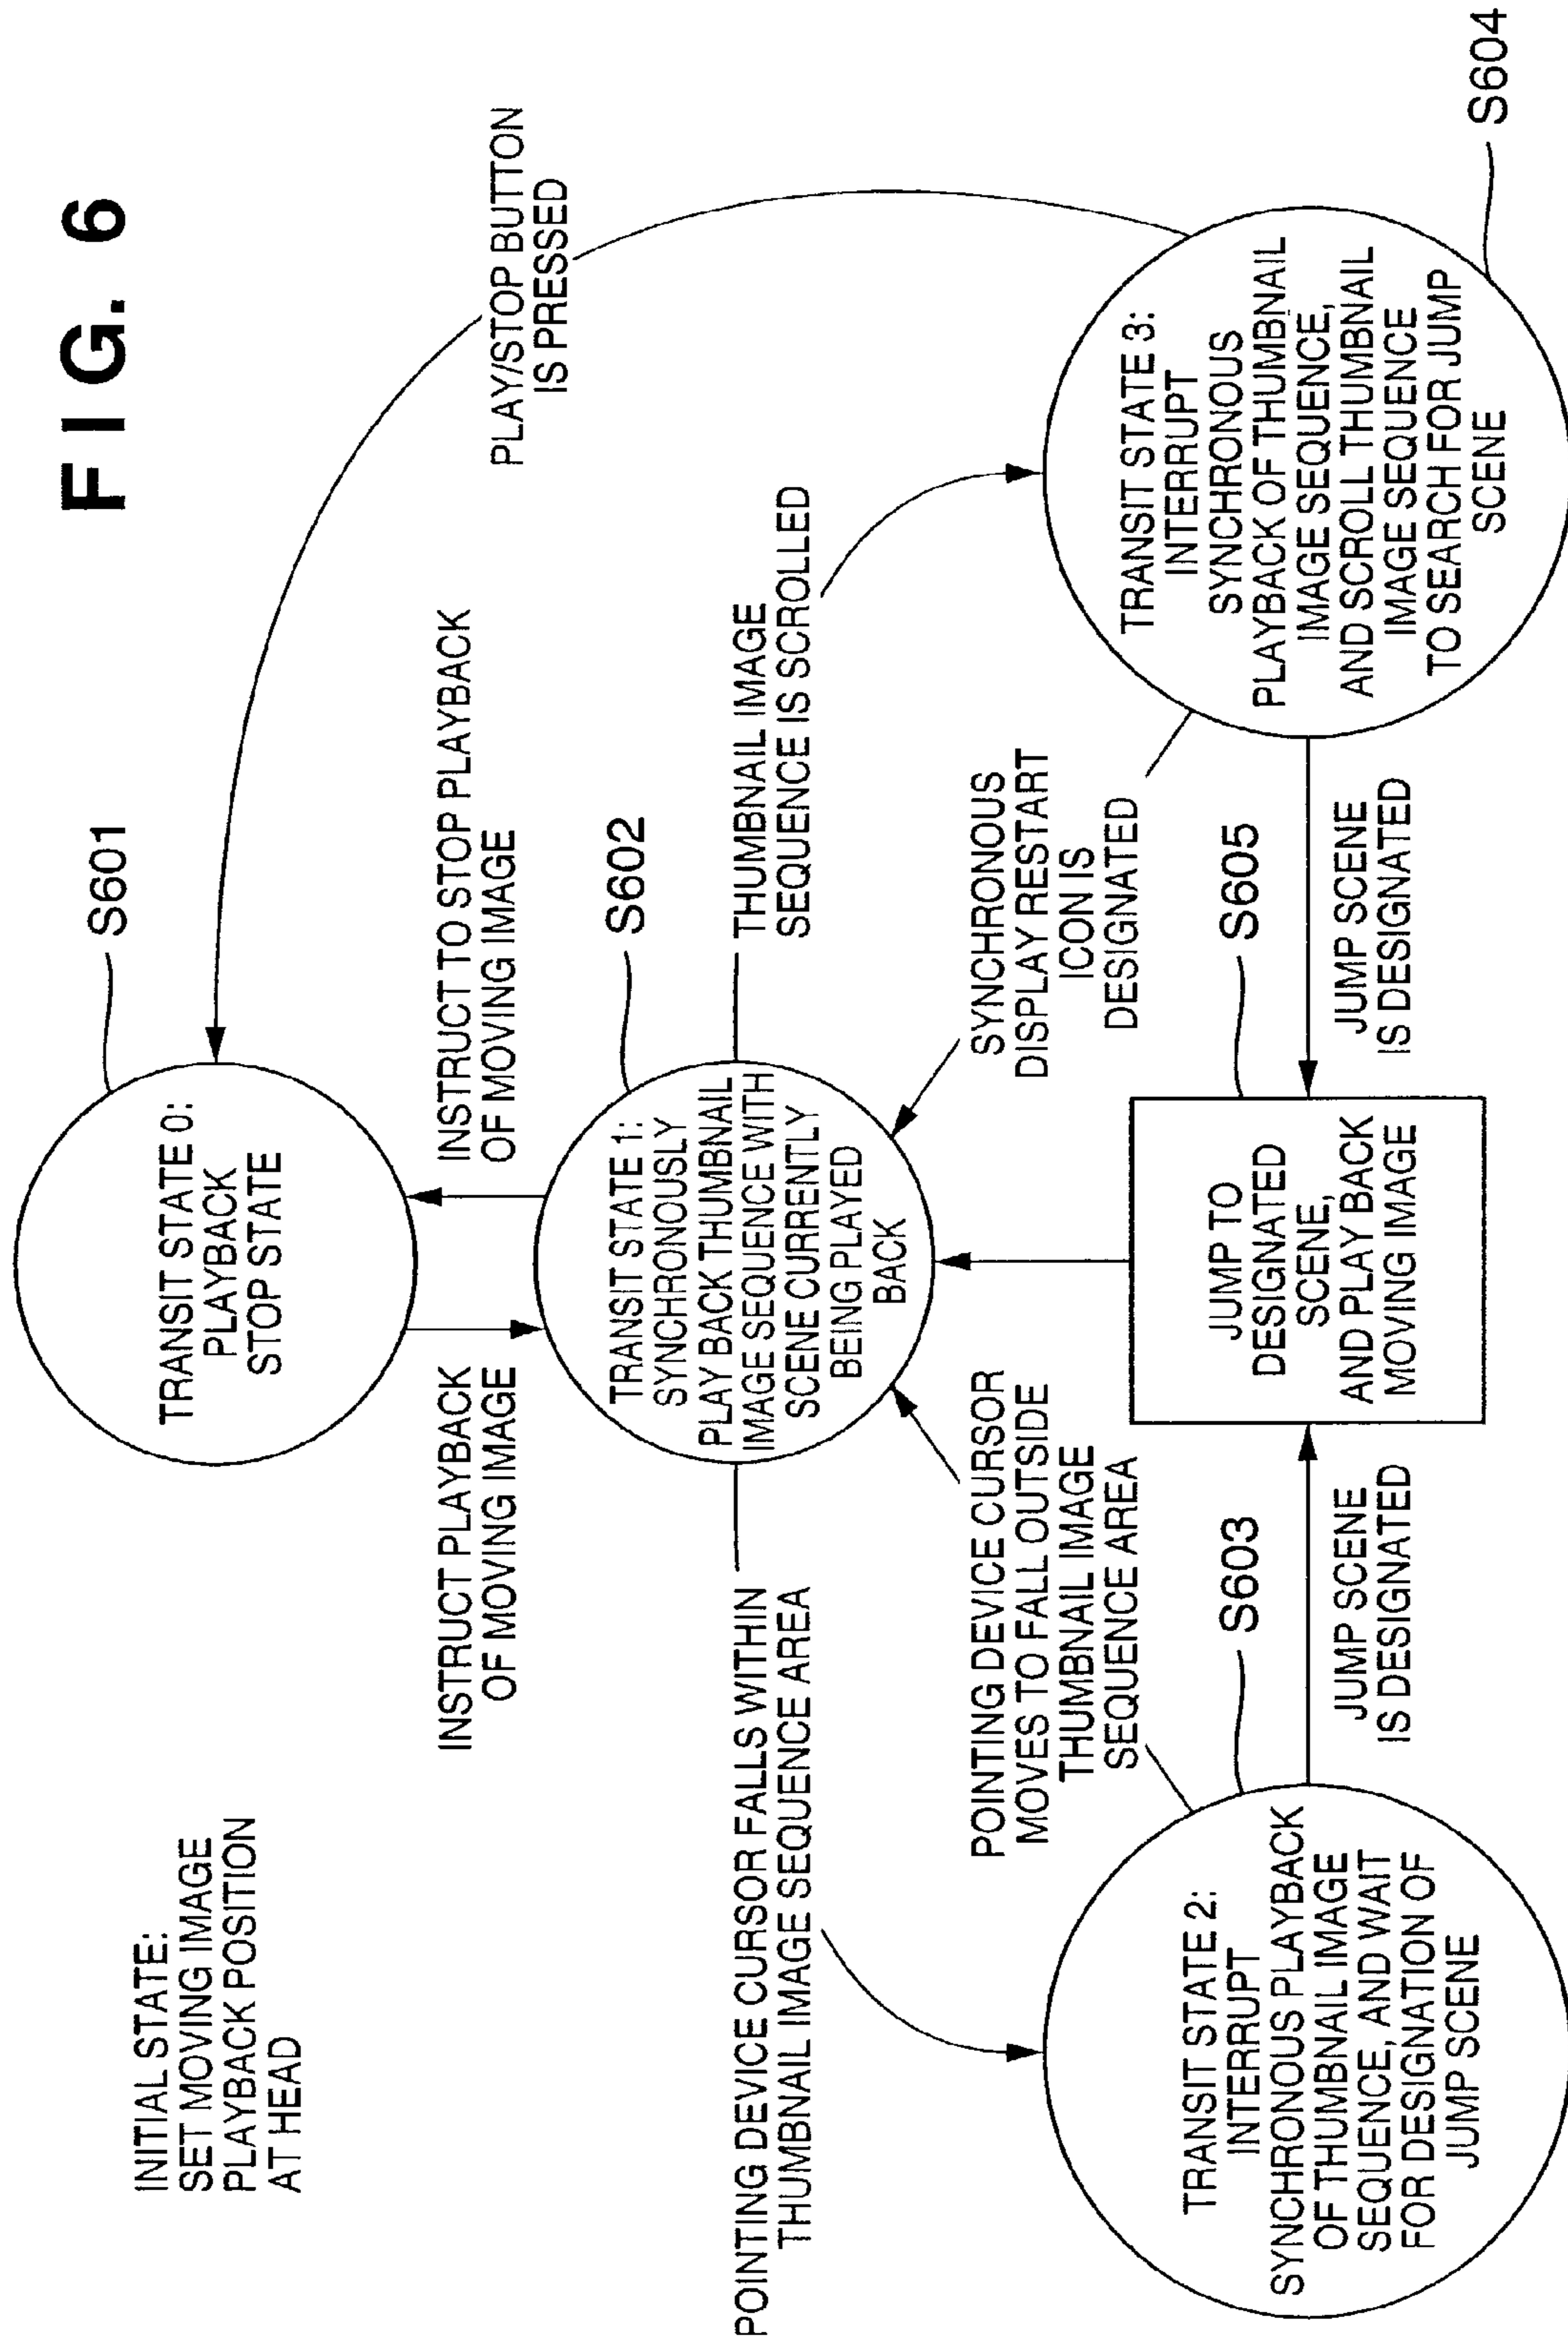 FIG. 6
INITIAL STATE:
SET MOVING IMAGE
PLAYBACK POSITION
AT HEAD
S601
TRANSIT STATE 0:
PLAYBACK
STOP STATE
PLAY/STOP BUTTON
IS PRESSED
INSTRUCT PLAYBACK
OF MOVING IMAGE
INSTRUCT TO STOP PLAYBACK
OF MOVING IMAGE
S602
TRANSIT STATE 1:
SYNCHRONOUSLY
PLAY BACK THUMBNAIL
IMAGE SEQUENCE WITH
SCENE CURRENTLY
BEING PLAYED
BACK
POINTING DEVICE CURSOR FALLS WITHIN
THUMBNAIL IMAGE SEQUENCE AREA
THUMBNAIL IMAGE
SEQUENCE IS SCROLLED
POINTING DEVICE CURSOR
MOVES TO FALL OUTSIDE
THUMBNAIL IMAGE
SEQUENCE AREA
SYNCHRONOUS
DISPLAY RESTART
ICON IS
DESIGNATED
S603
TRANSIT STATE 2:
INTERRUPT
SYNCHRONOUS PLAYBACK
OF THUMBNAIL IMAGE
SEQUENCE, AND WAIT
FOR DESIGNATION OF
JUMP SCENE
JUMP SCENE
IS DESIGNATED
S605
JUMP TO
DESIGNATED
SCENE,
AND PLAY BACK
MOVING IMAGE
JUMP SCENE
IS DESIGNATED
TRANSIT STATE 3:
INTERRUPT
SYNCHRONOUS
PLAYBACK OF THUMBNAIL
IMAGE SEQUENCE,
AND SCROLL THUMBNAIL
IMAGE SEQUENCE
TO SEARCH FOR JUMP
SCENE
S604